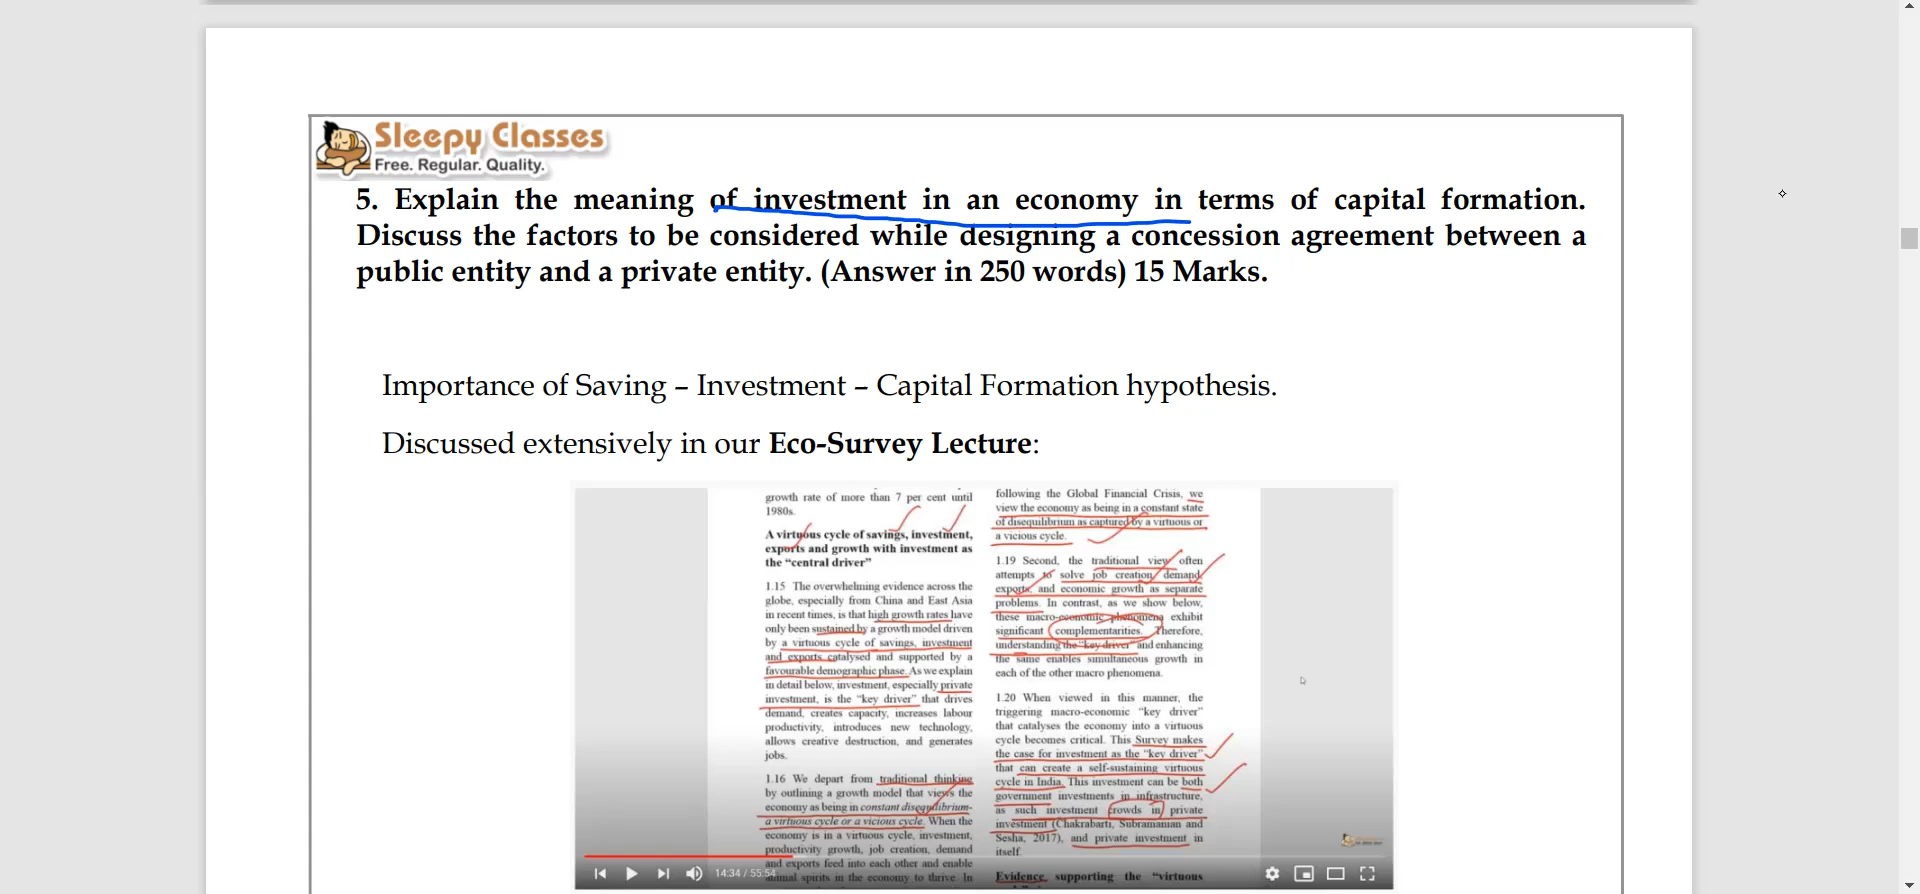 Sleepy Classes
Free. Regular. Quality.
5. Explain the meaning of investment in an economy in terms of capital formation.
Discuss the factors to be considered while designing a concession agreement between a
public entity and a private entity. (Answer in 250 words) 15 Marks.
Importance of Saving – Investment – Capital Formation hypothesis.
Discussed extensively in our Eco-Survey Lecture:
growth rate of more than 7 per cent until
1980s.
A virtuous cycle of savings, investment,
exports and growth with investment as
the “central driver”
1.15 The overwhelming evidence across the
globe, especially from China and East Asia
in recent times, is that high growth rates have
only been sustained by a growth model driven
by a virtuous cycle of savings, investment
and exports catalysed and supported by a
favourable demographic phase. As we explain
in detail below, investment, especially private
investment, is the “key driver” that drives
demand, creates capacity, increases labour
productivity, introduces new technology,
allows creative destruction, and generates
jobs.
1.16 We depart from traditional thinking
by outlining a growth model that views the
economy as being in constant disequilibrium-
a virtuous cycle or a vicious cycle. When the
economy is in a virtuous cycle, investment,
productivity growth, job creation, demand
and exports feed into each other and enable
animal spirits in the economy to thrive. In
following the Global Financial Crisis, we
view the economy as being in a constant state
of disequilibrium as captured by a virtuous or
a vicious cycle.
1.19 Second, the traditional view often
attempts to solve job creation, demand,
exports, and economic growth as separate
problems. In contrast, as we show below,
these macro-economic phenomena exhibit
significant complementarities. Therefore,
understanding the “key driver” and enhancing
the same enables simultaneous growth in
each of the other macro phenomena.
1.20 When viewed in this manner, the
triggering macro-economic “key driver”
that catalyses the economy into a virtuous
cycle becomes critical. This Survey makes
the case for investment as the “key driver”
that can create a self-sustaining virtuous
cycle in India. This investment can be both
government investments in infrastructure,
as such investment crowds in private
investment (Chakrabarti, Subramanian and
Sesha, 2017), and private investment in
itself.
Evidence supporting the “virtuous
14:34 / 55:54